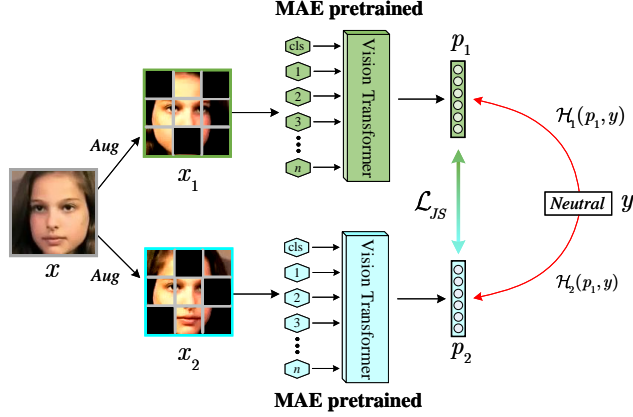 MAE pretrained
cls
1
2
3
n
Vision Transformer
p₁
Aug
x₁
ℋ₁(p₁, y)
x
ℒ_JS
Neutral
y
Aug
x₂
cls
1
2
3
n
Vision Transformer
ℋ₂(p₁, y)
p₂
MAE pretrained